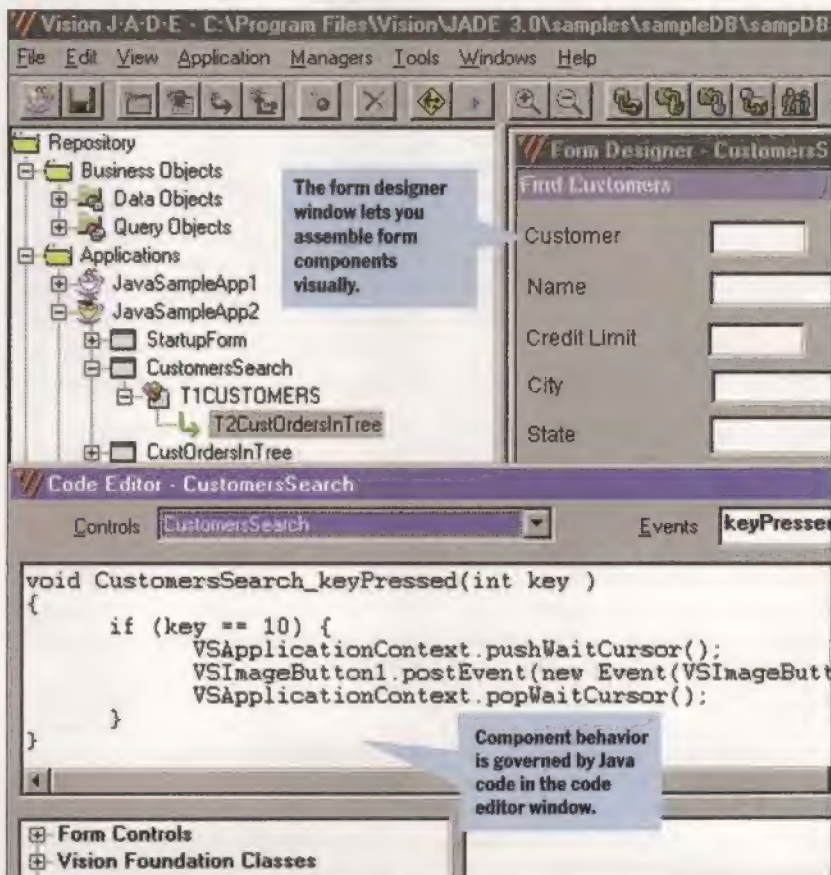 Vision J·A·D·E - C:\Program Files\Vision\JADE 3.0\samples\sampleDB\sampDB
File Edit View Application Managers Tools Windows Help
Repository
Business Objects
Data Objects
Query Objects
Applications
JavaSampleApp1
JavaSampleApp2
StartupForm
CustomersSearch
T1CUSTOMERS
T2CustOrdersInTree
CustOrdersInTree
The form designer
window lets you
assemble form
components
visually.
Form Designer - CustomersS
Find Customers
Customer
Name
Credit Limit
City
State
Code Editor - CustomersSearch
Controls CustomersSearch Events keyPressed
void CustomersSearch_keyPressed(int key )
{
if (key == 10) {
VSApplicationContext.pushWaitCursor();
VSImageButton1.postEvent(new Event(VSImageButt
VSApplicationContext.popWaitCursor();
}
}
Component behavior
is governed by Java
code in the code
editor window.
Form Controls
Vision Foundation Classes